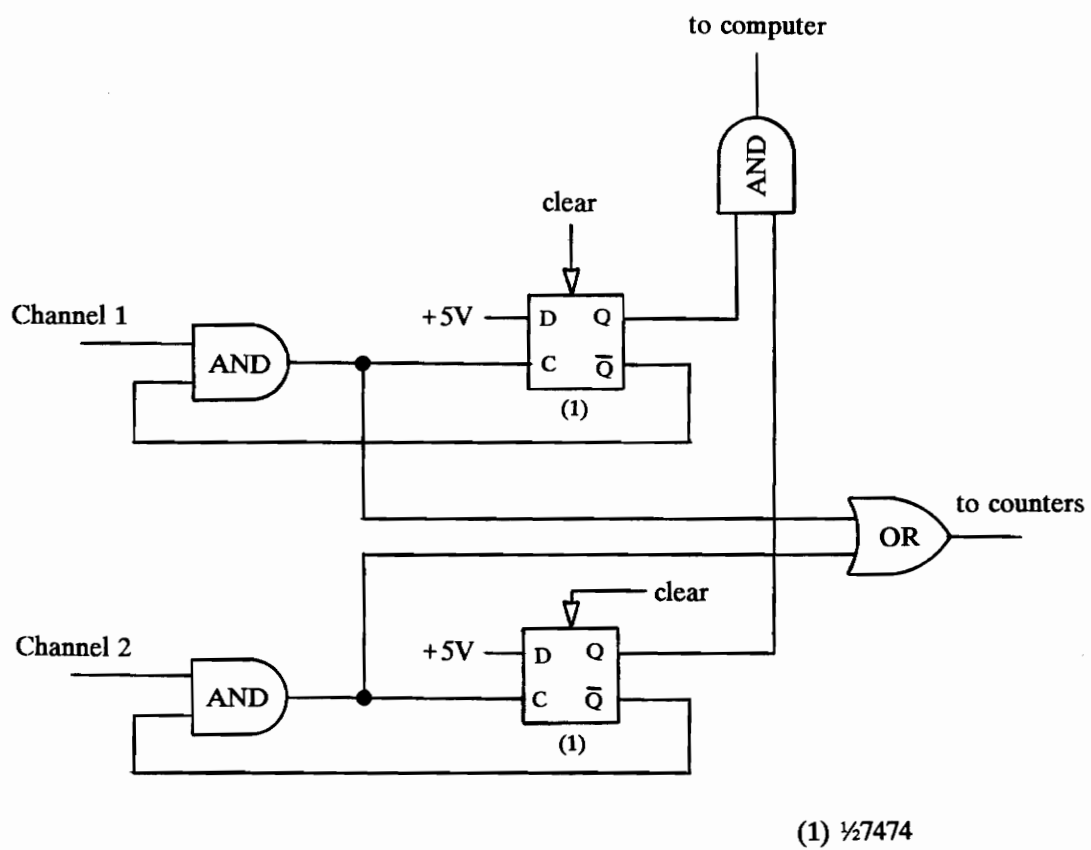 to computer
AND
clear
Channel 1
+5V
D Q
AND
C Q̅
(1)
to counters
OR
clear
Channel 2
+5V
D Q
AND
C Q̅
(1)
(1) ½7474